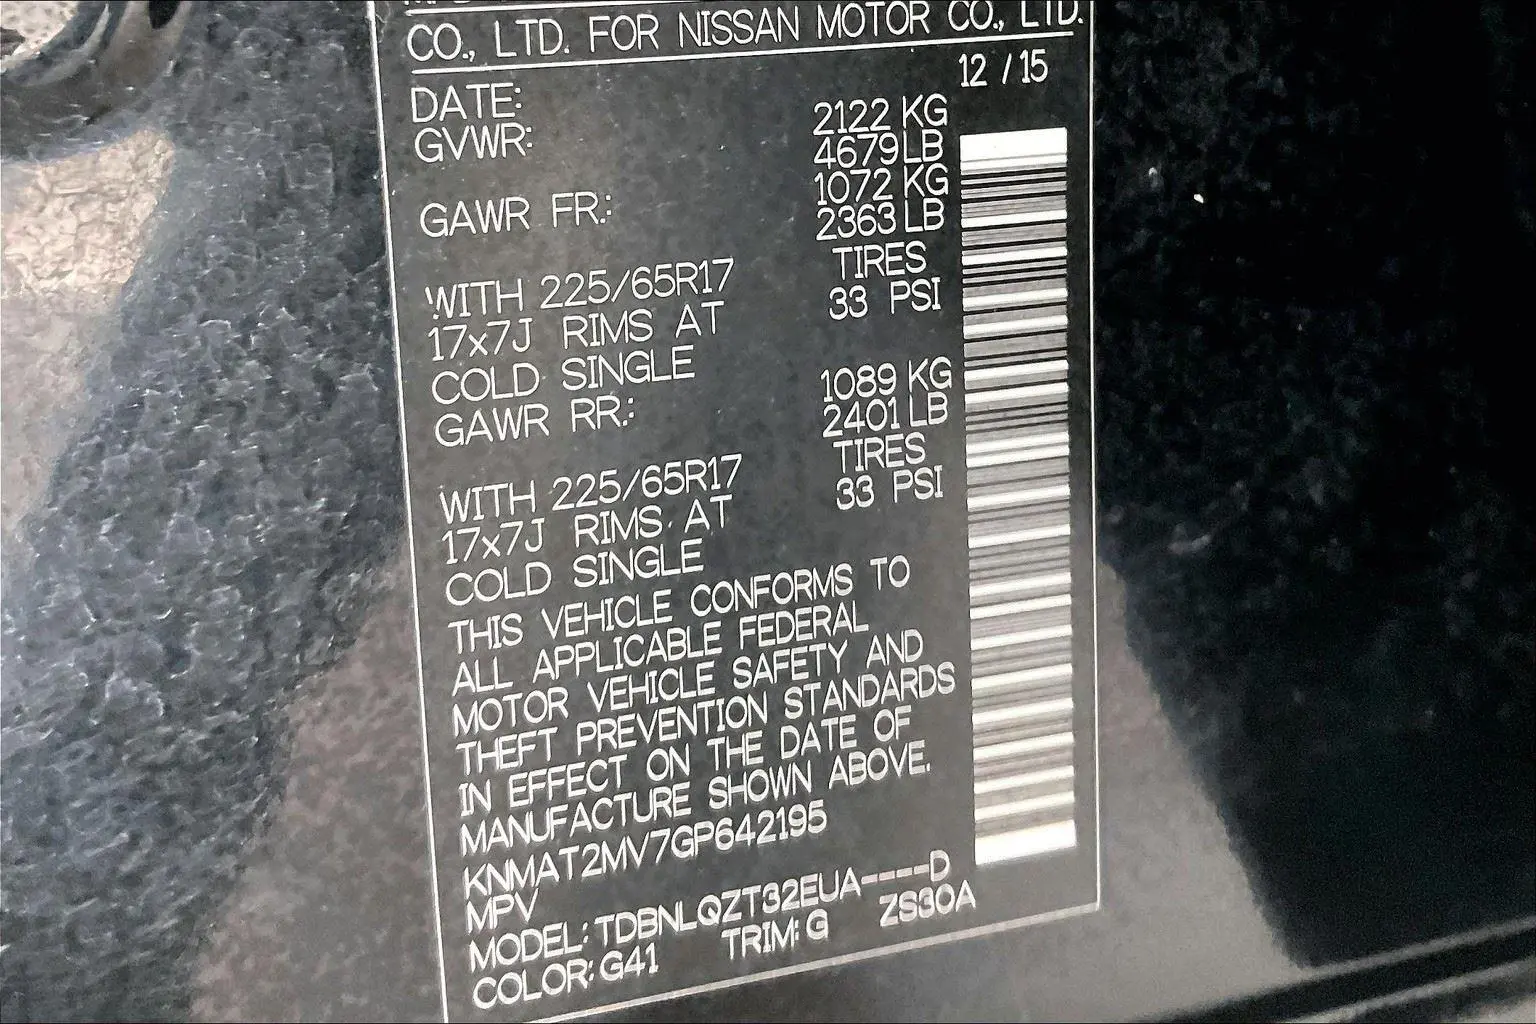 CO., LTD. FOR NISSAN MOTOR CO., LTD.
DATE: 12 / 15
GVWR: 2122 KG
4679 LB
GAWR FR.: 1072 KG
2363 LB
WITH 225/65R17 TIRES
17x7J RIMS AT 33 PSI
COLD SINGLE
GAWR RR.: 1089 KG
2401 LB
WITH 225/65R17 TIRES
17x7J RIMS AT 33 PSI
COLD SINGLE
THIS VEHICLE CONFORMS TO
ALL APPLICABLE FEDERAL
MOTOR VEHICLE SAFETY AND
THEFT PREVENTION STANDARDS
IN EFFECT ON THE DATE OF
MANUFACTURE SHOWN ABOVE.
KNMAT2MV7GP642195
MPV
MODEL: TDBNLQZT32EUA----D
COLOR: G41 TRIM: G ZS30A